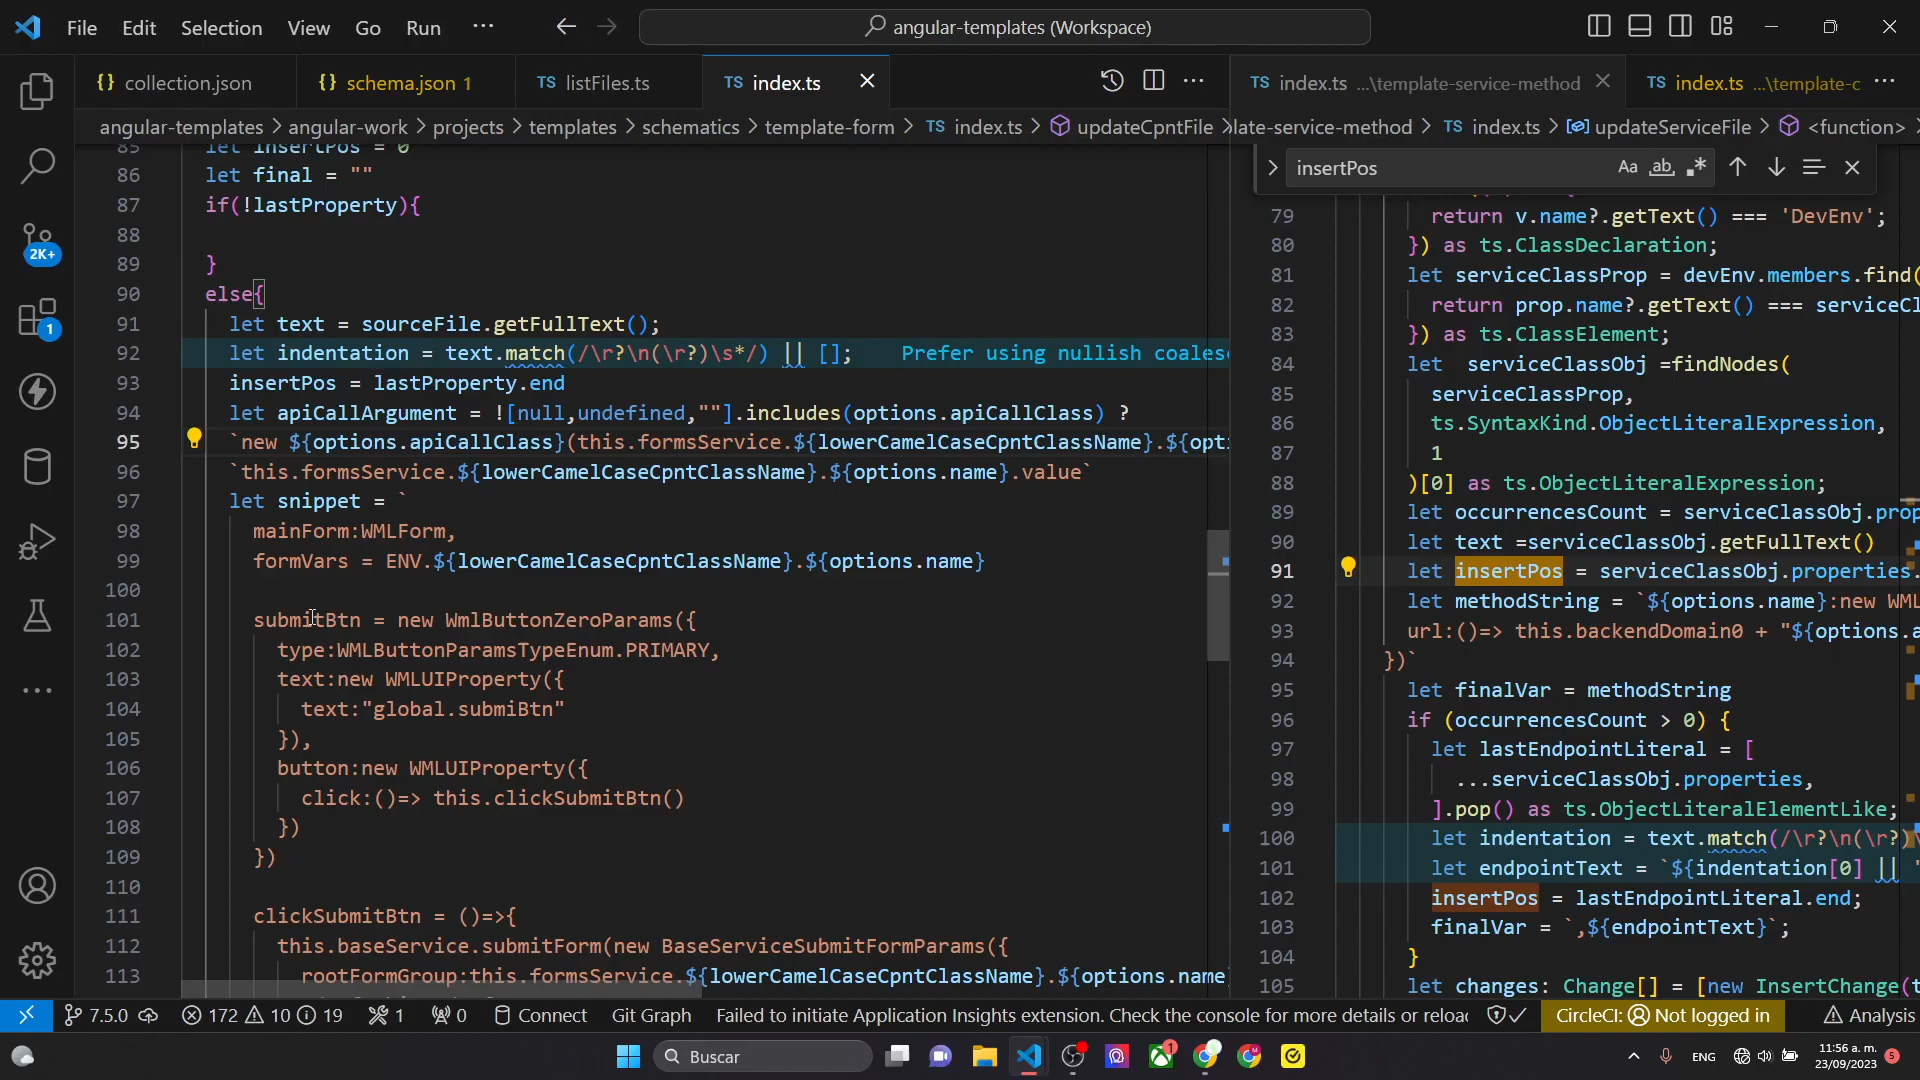 File Edit Selection View Go Run ··· angular-templates (Workspace)
collection.json schema.json 1 listFiles.ts index.ts
index.ts ...\template-service-method index.ts ...\template-c ···
angular-templates > angular-work > projects > templates > schematics > template-form > TS index.ts > updateCpntFile >
late-service-method > TS index.ts > updateServiceFile > <function> >
insertPos
85 let insertPos = 0
86 let final = ""
87 if(!lastProperty){
88
89 }
90 else{
91 let text = sourceFile.getFullText();
92 let indentation = text.match(/\r?\n(\r?)\s*/) || []; Prefer using nullish coalesc
93 insertPos = lastProperty.end
94 let apiCallArgument = ![null,undefined,""].includes(options.apiCallClass) ?
95 `new ${options.apiCallClass}(this.formsService.${lowerCamelCaseCpntClassName}.${opt
96 `this.formsService.${lowerCamelCaseCpntClassName}.${options.name}.value`
97 let snippet = `
98 mainForm:WMLForm,
99 formVars = ENV.${lowerCamelCaseCpntClassName}.${options.name}
100
101 submitBtn = new WmlButtonZeroParams({
102 type:WMLButtonParamsTypeEnum.PRIMARY,
103 text:new WMLUIProperty({
104 text:"global.submiBtn"
105 }),
106 button:new WMLUIProperty({
107 click:()=> this.clickSubmitBtn()
108 })
109 })
110
111 clickSubmitBtn = ()=>{
112 this.baseService.submitForm(new BaseServiceSubmitFormParams({
113 rootFormGroup:this.formsService.${lowerCamelCaseCpntClassName}.${options.name
79 return v.name?.getText() === 'DevEnv';
80 }) as ts.ClassDeclaration;
81 let serviceClassProp = devEnv.members.find(
82 return prop.name?.getText() === serviceCl
83 }) as ts.ClassElement;
84 let serviceClassObj =findNodes(
85 serviceClassProp,
86 ts.SyntaxKind.ObjectLiteralExpression,
87 1
88 )[0] as ts.ObjectLiteralExpression;
89 let occurrencesCount = serviceClassObj.prop
90 let text =serviceClassObj.getFullText()
91 let insertPos = serviceClassObj.properties.
92 let methodString = `${options.name}:new WML
93 url:()=> this.backendDomain0 + "${options.a
94 })`
95 let finalVar = methodString
96 if (occurrencesCount > 0) {
97 let lastEndpointLiteral = [
98 ...serviceClassObj.properties,
99 ].pop() as ts.ObjectLiteralElementLike;
100 let indentation = text.match(/\r?\n(\r?)\
101 let endpointText = `${indentation[0] || '
102 insertPos = lastEndpointLiteral.end;
103 finalVar = `,${endpointText}`;
104 }
105 let changes: Change[] = [new InsertChange(t
2K+
1
7.5.0 172 10 19 1 0 Connect Git Graph Failed to initiate Application Insights extension. Check the console for more details or reloa CircleCI: Not logged in Analysis
Buscar 1 ENG 11:56 a. m. 5
23/09/2023